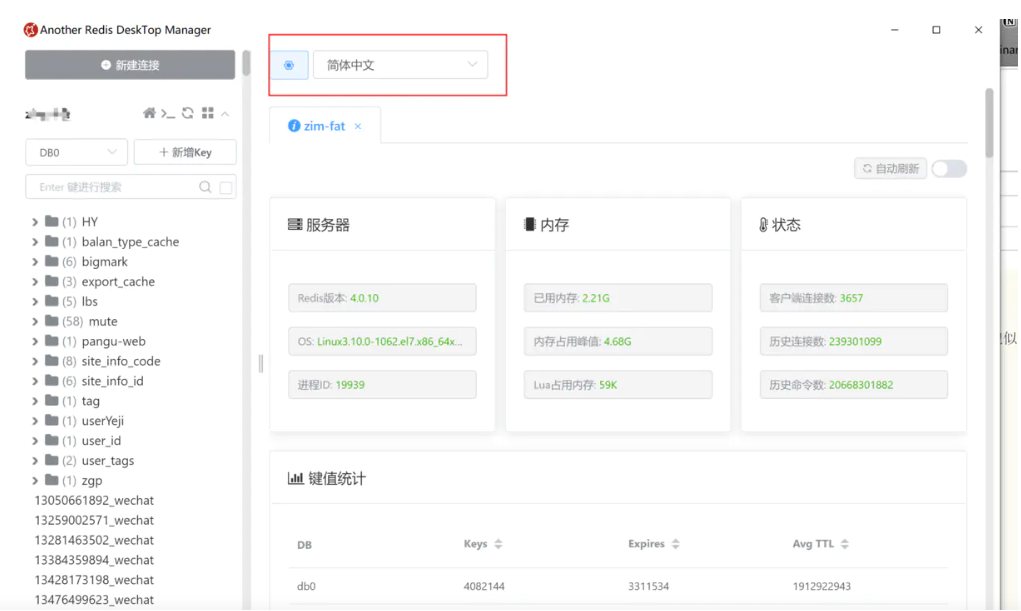 Another Redis DeskTop Manager
新建连接
简体中文
zim-fat
DB0
新增Key
Enter 键进行搜索
自动刷新
(1) HY
(1) balan_type_cache
(6) bigmark
(3) export_cache
(5) lbs
(58) mute
(1) pangu-web
(8) site_info_code
(6) site_info_id
(1) tag
(1) userYeji
(1) user_id
(2) user_tags
(1) zgp
13050661892_wechat
13259002571_wechat
13281463502_wechat
13384359894_wechat
13428173198_wechat
13476499623_wechat
服务器
Redis版本: 4.0.10
OS: Linux3.10.0-1062.el7.x86_64x...
进程ID: 19939
内存
已用内存: 2.21G
内存占用峰值: 4.68G
Lua占用内存: 59K
状态
客户端连接数: 3657
历史连接数: 239301099
历史命令数: 20668301882
键值统计
DB Keys Expires Avg TTL
db0 4082144 3311534 1912922943